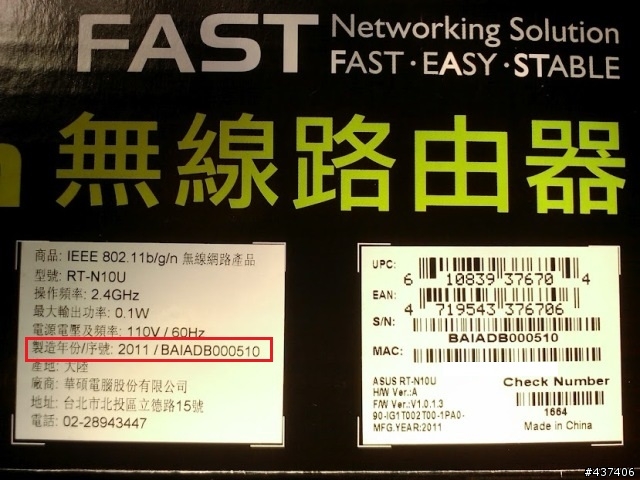 FAST Networking Solution
FAST · EASY · STABLE
無線路由器
商品: IEEE 802.11b/g/n 無線網路產品
型號: RT-N10U
操作頻率: 2.4GHz
最大輸出功率: 0.1W
電源電壓及頻率: 110V / 60Hz
製造年份/序號: 2011 / BAIADB000510
產地: 大陸
廠商: 華碩電腦股份有限公司
地址: 台北市北投區立德路15號
電話: 02-28943447
UPC:
6 10839 37670 4
EAN:
4 719543 376706
S/N:
BAIADB000510
MAC:
ASUS RT-N10U
H/W Ver.:A
F/W Ver.:V1.0.1.3
90-IG1T002T00-1PA0-
MFG.YEAR:2011
Check Number
1664
Made in China
#437406